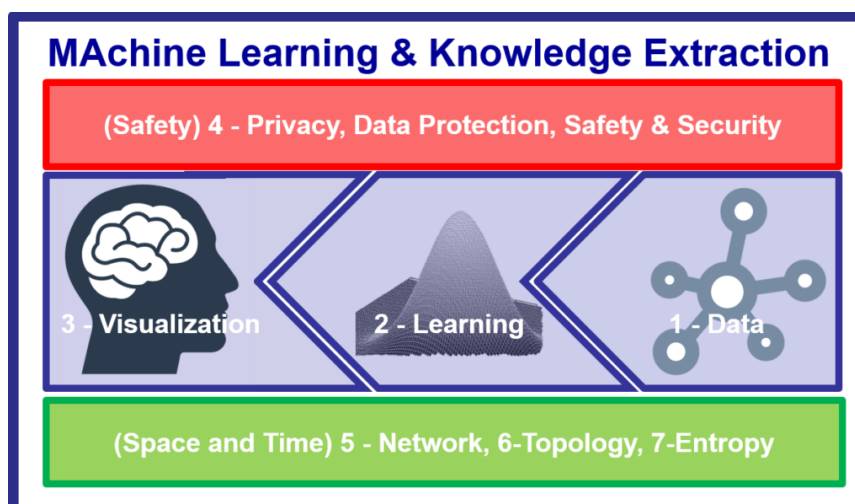 MAchine Learning & Knowledge Extraction
(Safety) 4 - Privacy, Data Protection, Safety & Security
3 - Visualization
2 - Learning
1 - Data
(Space and Time) 5 - Network, 6-Topology, 7-Entropy